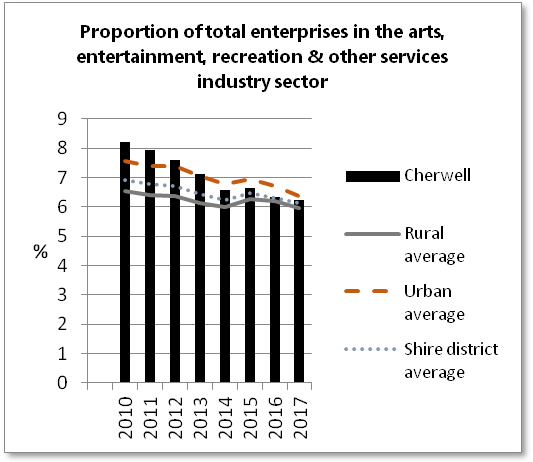 Proportion of total enterprises in the arts,
entertainment, recreation & other services
industry sector
9
8
7
6
5
4
3
2
1
0
%
2010
2011
2012
2013
2014
2015
2016
2017
Cherwell
Rural
average
Urban
average
Shire district
average